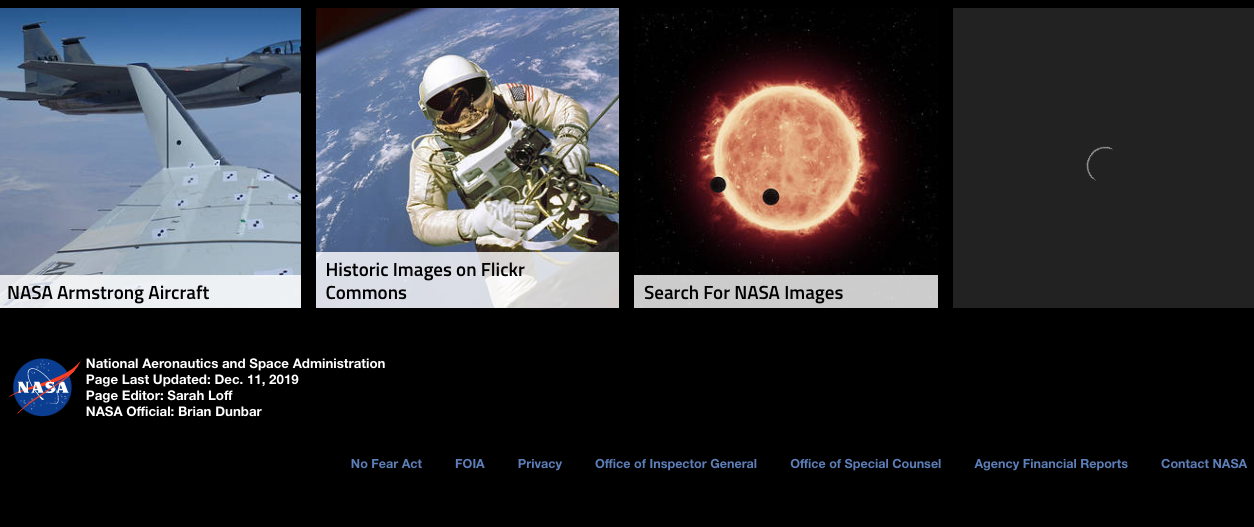 NASA Armstrong Aircraft
Historic Images on Flickr
Commons
Search For NASA Images
NASA
National Aeronautics and Space Administration
Page Last Updated: Dec. 11, 2019
Page Editor: Sarah Loff
NASA Official: Brian Dunbar
No Fear Act FOIA Privacy Office of Inspector General Office of Special Counsel Agency Financial Reports Contact NASA